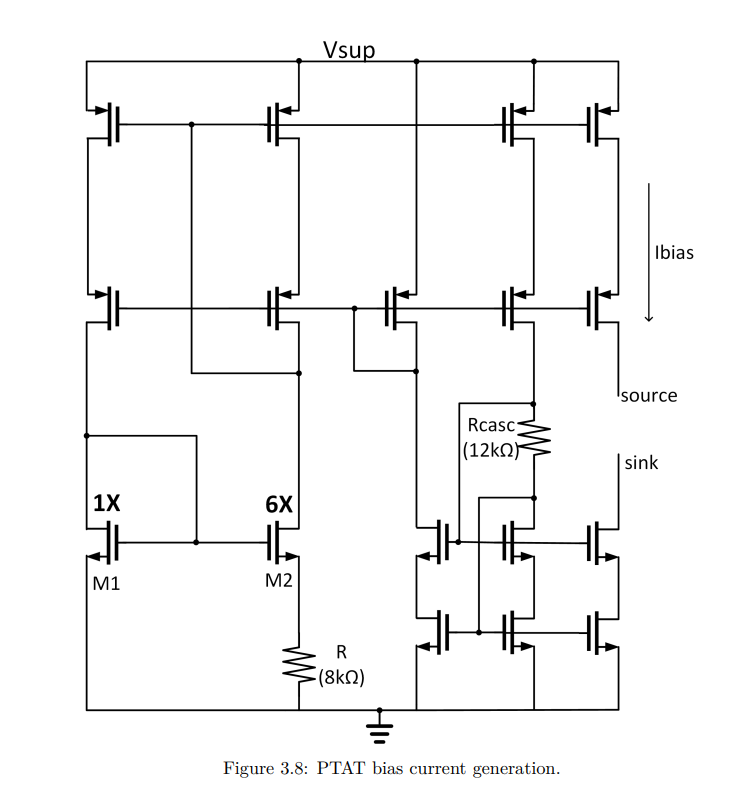 Vsup
Ibias
source
Rcasc
(12kΩ)
sink
1X
6X
M1
M2
R
(8kΩ)
Figure 3.8: PTAT bias current generation.